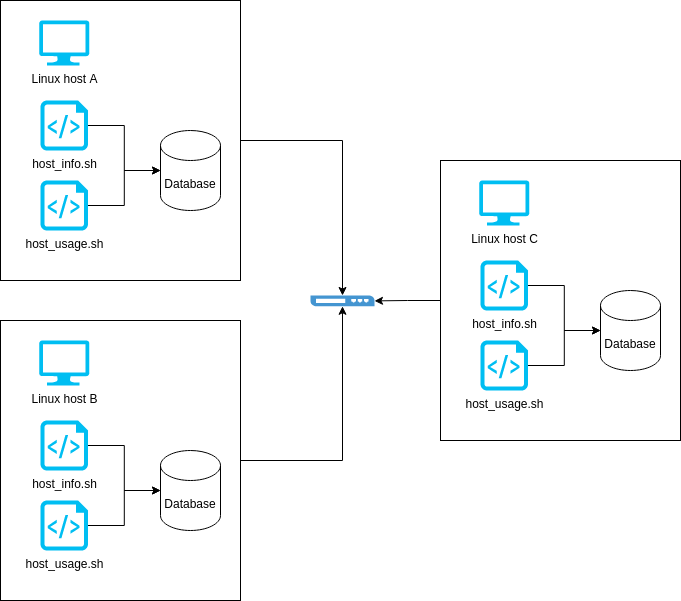 Linux host A
host_info.sh
Database
host_usage.sh
Linux host B
host_info.sh
Database
host_usage.sh
Linux host C
host_info.sh
Database
host_usage.sh